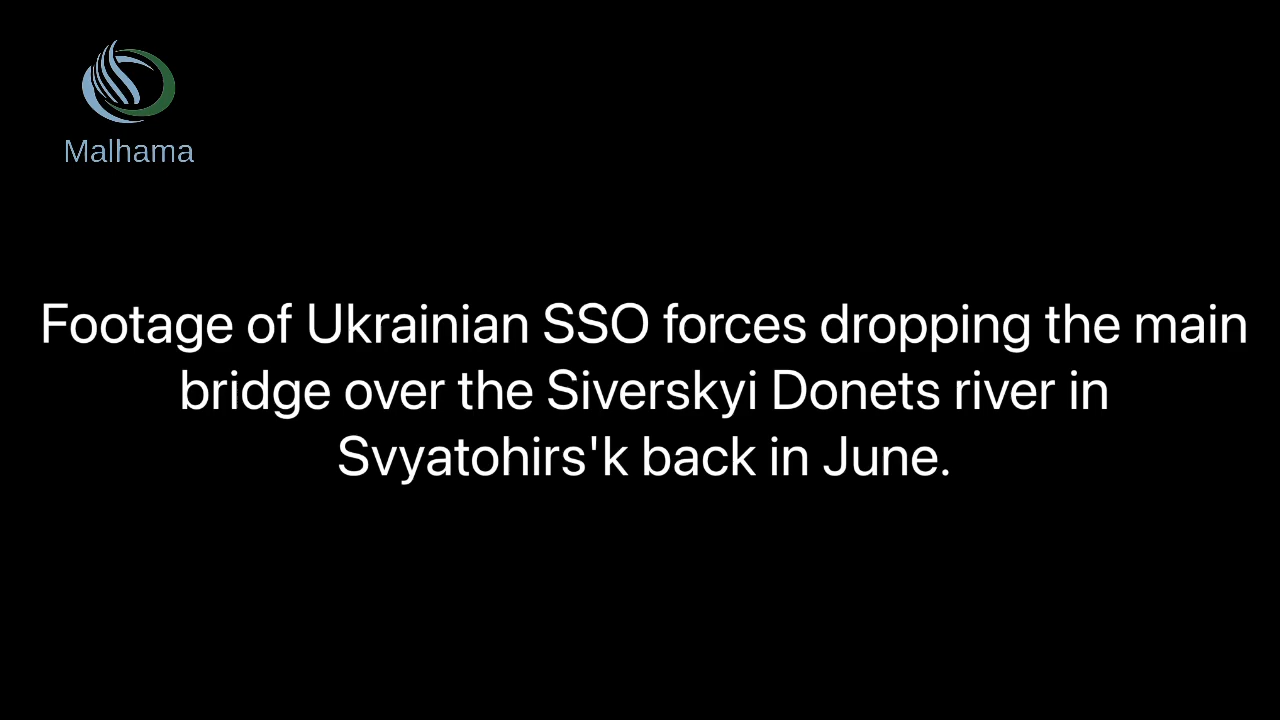 Malhama
Footage of Ukrainian SSO forces dropping the main
bridge over the Siverskyi Donets river in
Svyatohirs'k back in June.